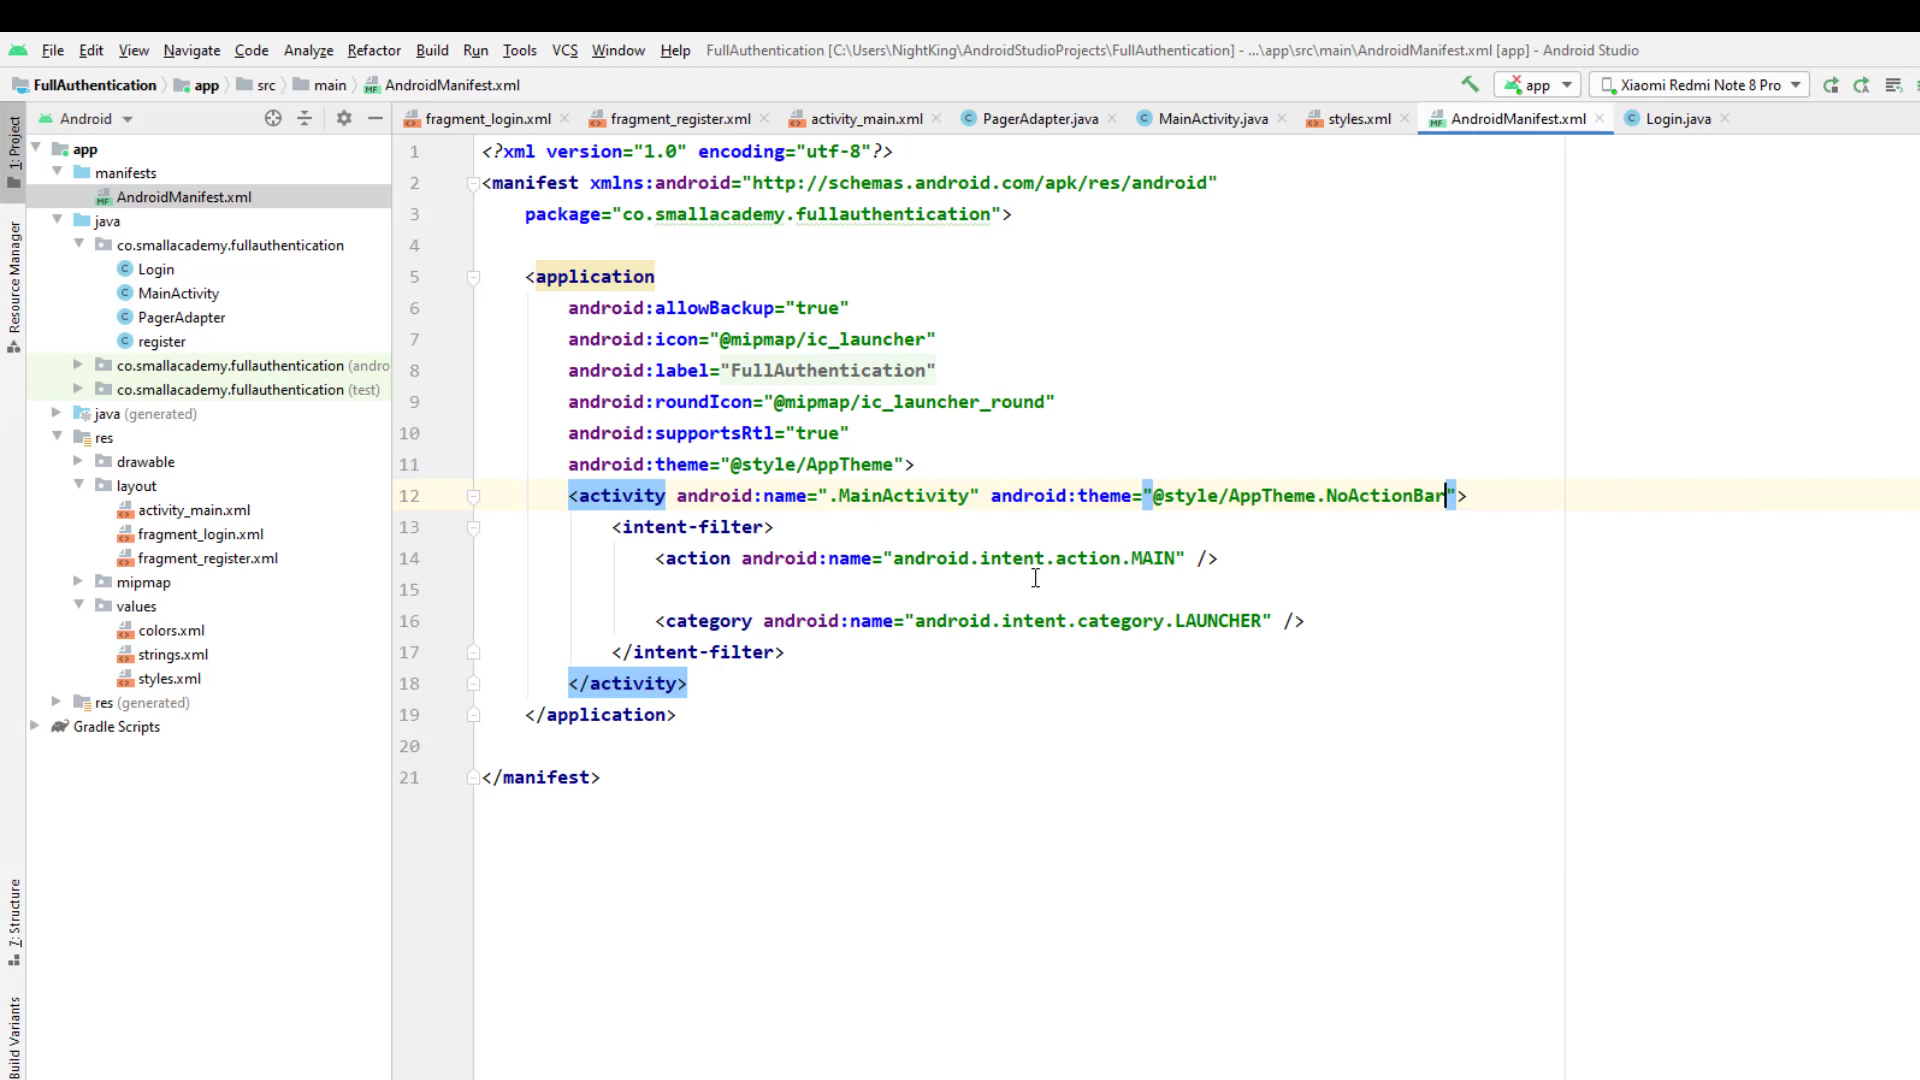 File Edit View Navigate Code Analyze Refactor Build Run Tools VCS Window Help FullAuthentication [C:\Users\NightKing\AndroidStudioProjects\FullAuthentication] - ...\app\src\main\AndroidManifest.xml [app] - Android Studio
FullAuthentication app src main AndroidManifest.xml app Xiaomi Redmi Note 8 Pro
Android fragment_login.xml fragment_register.xml activity_main.xml PagerAdapter.java MainActivity.java styles.xml AndroidManifest.xml Login.java
1: Project
Resource Manager
7: Structure
Build Variants
app
manifests
AndroidManifest.xml
java
co.smallacademy.fullauthentication
Login
MainActivity
PagerAdapter
register
co.smallacademy.fullauthentication (andro
co.smallacademy.fullauthentication (test)
java (generated)
res
drawable
layout
activity_main.xml
fragment_login.xml
fragment_register.xml
mipmap
values
colors.xml
strings.xml
styles.xml
res (generated)
Gradle Scripts
1 <?xml version="1.0" encoding="utf-8"?>
2 <manifest xmlns:android="http://schemas.android.com/apk/res/android"
3 package="co.smallacademy.fullauthentication">
4
5 <application
6 android:allowBackup="true"
7 android:icon="@mipmap/ic_launcher"
8 android:label="FullAuthentication"
9 android:roundIcon="@mipmap/ic_launcher_round"
10 android:supportsRtl="true"
11 android:theme="@style/AppTheme">
12 <activity android:name=".MainActivity" android:theme="@style/AppTheme.NoActionBar">
13 <intent-filter>
14 <action android:name="android.intent.action.MAIN" />
15
16 <category android:name="android.intent.category.LAUNCHER" />
17 </intent-filter>
18 </activity>
19 </application>
20
21 </manifest>